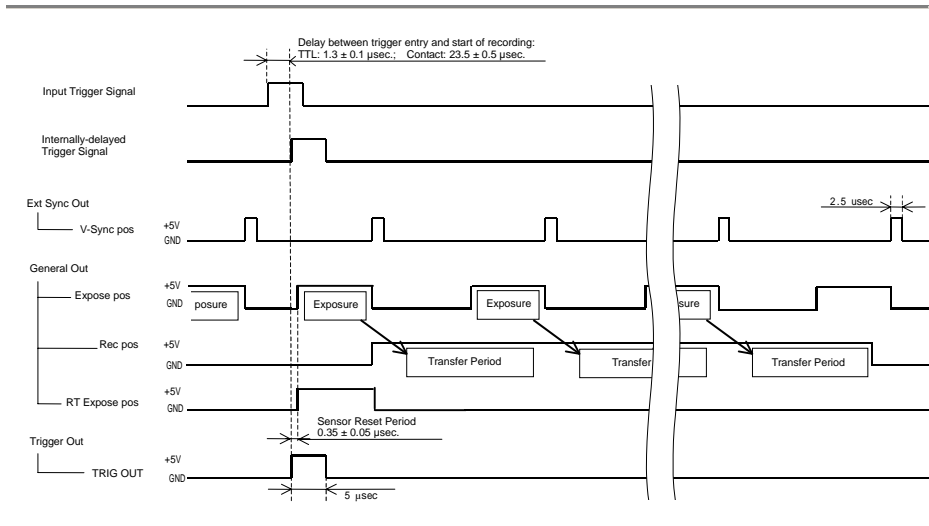 Delay between trigger entry and start of recording:
TTL: 1.3 ± 0.1 µsec.; Contact: 23.5 ± 0.5 µsec.
Input Trigger Signal
Internally-delayed
Trigger Signal
Ext Sync Out
2.5 usec
V-Sync pos
+5V
GND
General Out
Expose pos
+5V
GND
posure
Exposure
Exposure
sure
Rec pos
+5V
GND
Transfer Period
Transfer
Transfer Period
RT Expose pos
+5V
GND
Sensor Reset Period
0.35 ± 0.05 µsec.
Trigger Out
TRIG OUT
+5V
GND
5 µsec